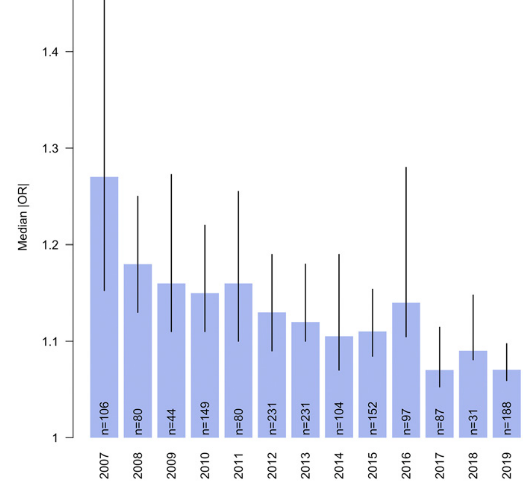 1.4
1.3
1.2
1.1
1
Median |OR|
n=106
n=80
n=44
n=149
n=80
n=231
n=231
n=104
n=152
n=97
n=87
n=31
n=188
2007
2008
2009
2010
2011
2012
2013
2014
2015
2016
2017
2018
2019